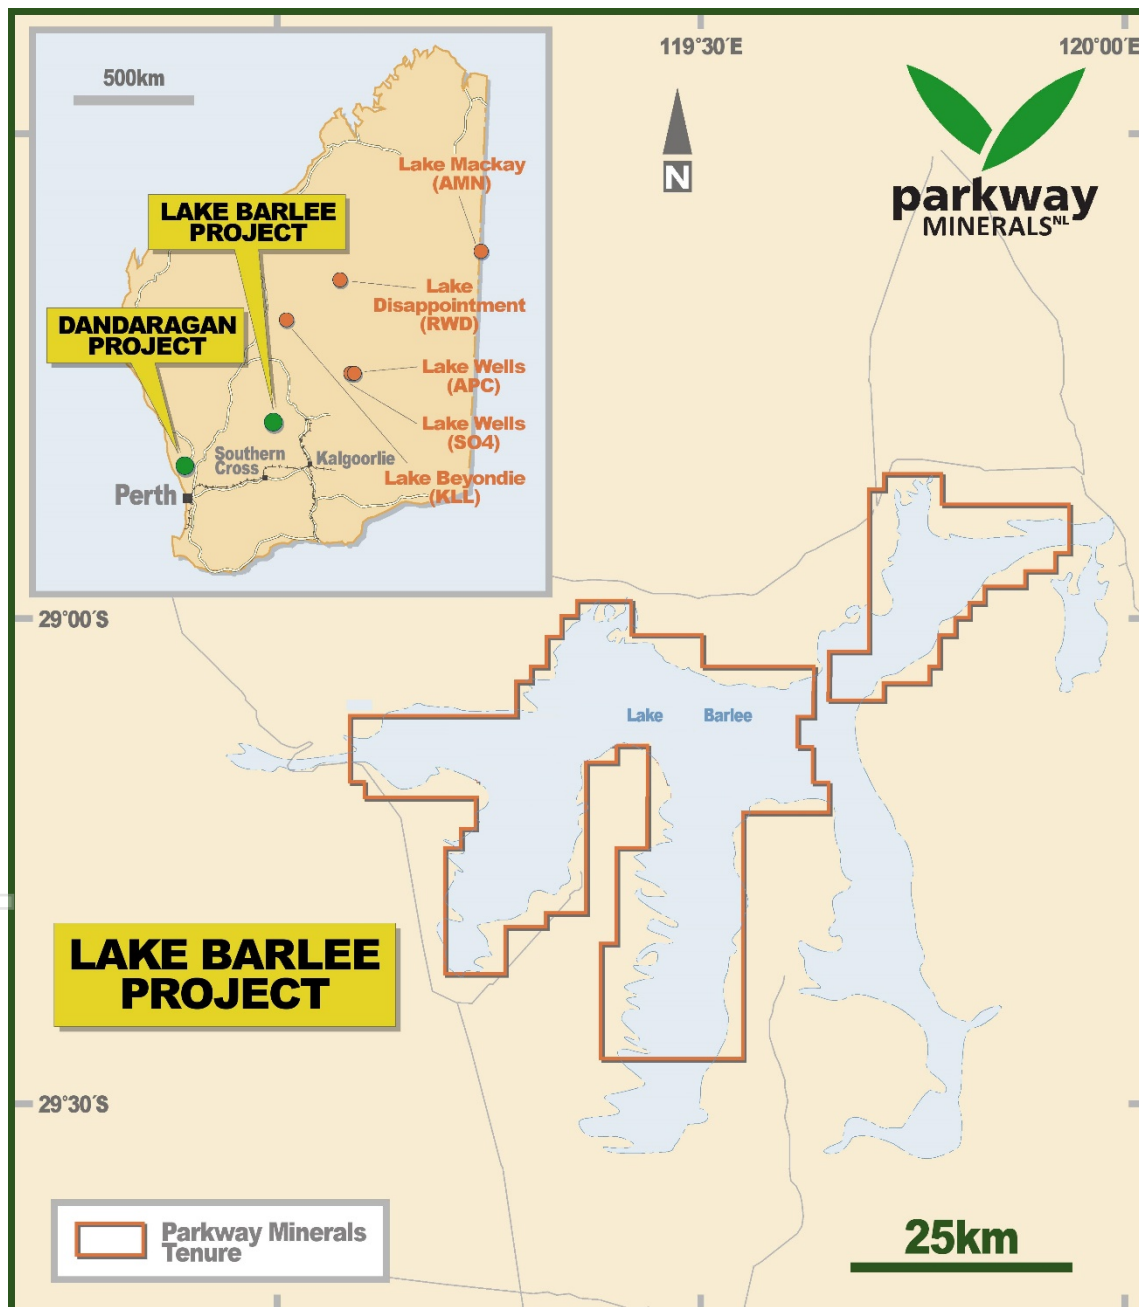 119°30´E
120°00´E
500km
N
parkway
MINERALS NL
Lake Mackay
(AMN)
LAKE BARLEE
PROJECT
Lake
Disappointment
(RWD)
DANDARAGAN
PROJECT
Lake Wells
(APC)
Lake Wells
(SO4)
Southern
Cross
Kalgoorlie
Lake Beyondie
(KLL)
Perth
29°00´S
Lake Barlee
LAKE BARLEE
PROJECT
29°30´S
Parkway Minerals
Tenure
25km